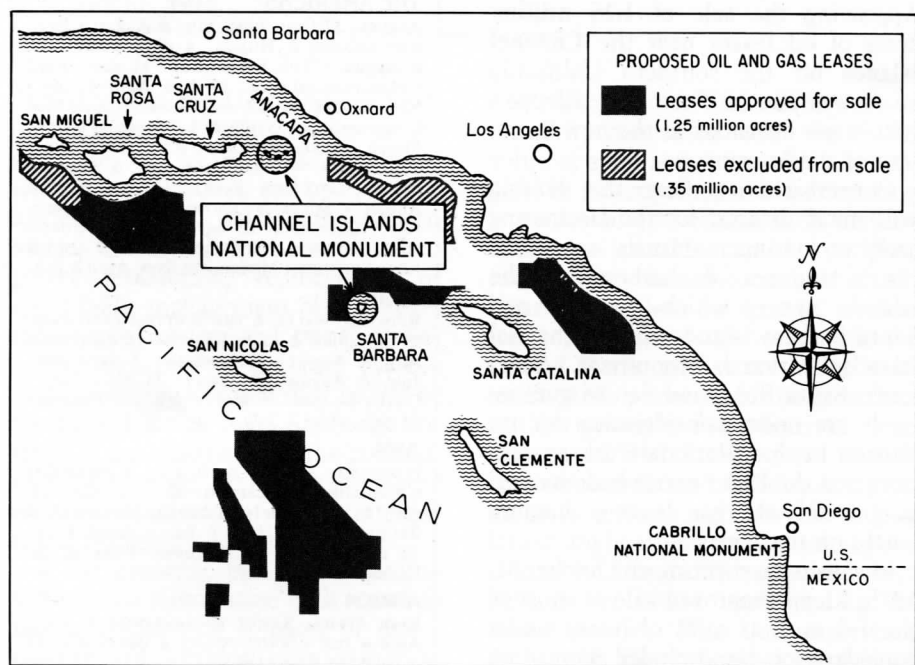 Santa Barbara
SANTA
ROSA
SANTA
CRUZ
SAN MIGUEL
ANACAPA
Oxnard
Los Angeles
PROPOSED OIL AND GAS LEASES
Leases approved for sale
(1.25 million acres)
Leases excluded from sale
(.35 million acres)
CHANNEL ISLANDS
NATIONAL MONUMENT
N
PACIFIC OCEAN
SANTA
BARBARA
SAN NICOLAS
SANTA CATALINA
SAN
CLEMENTE
San Diego
CABRILLO
NATIONAL MONUMENT
U.S.
MEXICO